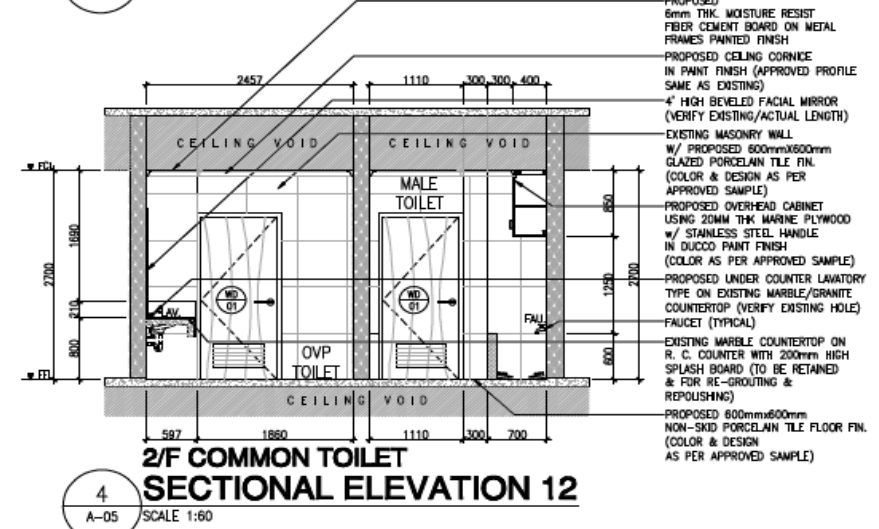 PROPOSED
6mm THK. MOISTURE RESIST
FIBER CEMENT BOARD ON METAL
FRAMES PAINTED FINISH
PROPOSED CEILING CORNICE
IN PAINT FINISH (APPROVED PROFILE
SAME AS EXISTING)
4" HIGH BEVELED FACIAL MIRROR
(VERIFY EXISTING/ACTUAL LENGTH)
EXISTING MASONRY WALL
W/ PROPOSED 600mmX600mm
GLAZED PORCELAIN TILE FIN.
(COLOR & DESIGN AS PER
APPROVED SAMPLE)
PROPOSED OVERHEAD CABINET
USING 20MM THK MARINE PLYWOOD
w/ STAINLESS STEEL HANDLE
IN DUCCO PAINT FINISH
(COLOR AS PER APPROVED SAMPLE)
PROPOSED UNDER COUNTER LAVATORY
TYPE ON EXISTING MARBLE/GRANITE
COUNTERTOP (VERIFY EXISTING HOLE)
FAUCET (TYPICAL)
EXISTING MARBLE COUNTERTOP ON
R. C. COUNTER WITH 200mm HIGH
SPLASH BOARD (TO BE RETAINED
& FOR RE-GROUTING &
REPOLISHING)
PROPOSED 600mmx600mm
NON-SKID PORCELAIN TILE FLOOR FIN.
(COLOR & DESIGN
AS PER APPROVED SAMPLE)
2457 1110 300 300 400
CEILING VOID CEILING VOID
FCL
MALE
TOILET
850
1690
2700
1250
2700
WD
01
WD
01
210
LAV.
FAU.
800
OVP
TOILET
600
FFL
CEILING VOID
597 1860 1110 300 700
2/F COMMON TOILET
SECTIONAL ELEVATION 12
4
A-05
SCALE 1:60